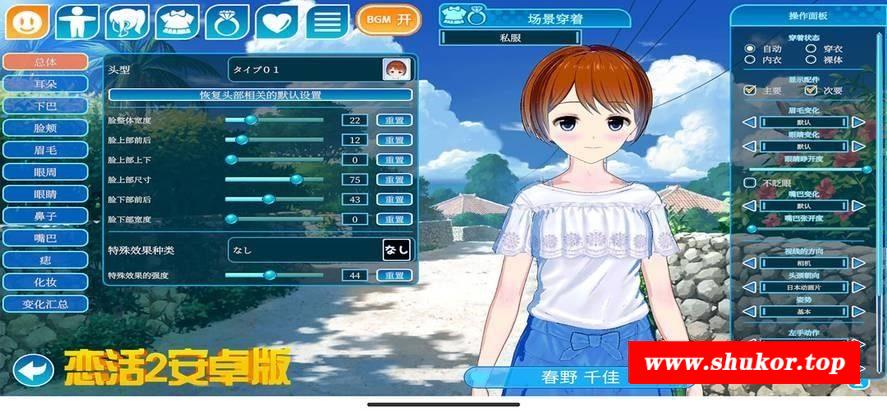 BGM 开
总体
耳朵
下巴
脸颊
眉毛
眼周
眼睛
鼻子
嘴巴
痣
化妆
变化汇总
头型
タイプ01
恢复头部相关的默认设置
脸整体宽度 22 重置
脸上部前后 12 重置
脸上部上下 0 重置
脸上部尺寸 75 重置
脸下部前后 43 重置
脸下部宽度 0 重置
特殊效果种类 なし なし
特殊效果的强度 44 重置
恋活2安卓版
场景穿着
私服
春野 千佳
操作面板
穿着状态
自动 穿衣
内衣 裸体
显示配件
主要 次要
眉毛变化
默认
眼睛变化
默认
眼睛睁开度
不眨眼
嘴巴变化
默认
嘴巴张开度
视线的方向
相机
头颈朝向
日本动画片
姿势
基本
左手动作
www.shukor.top